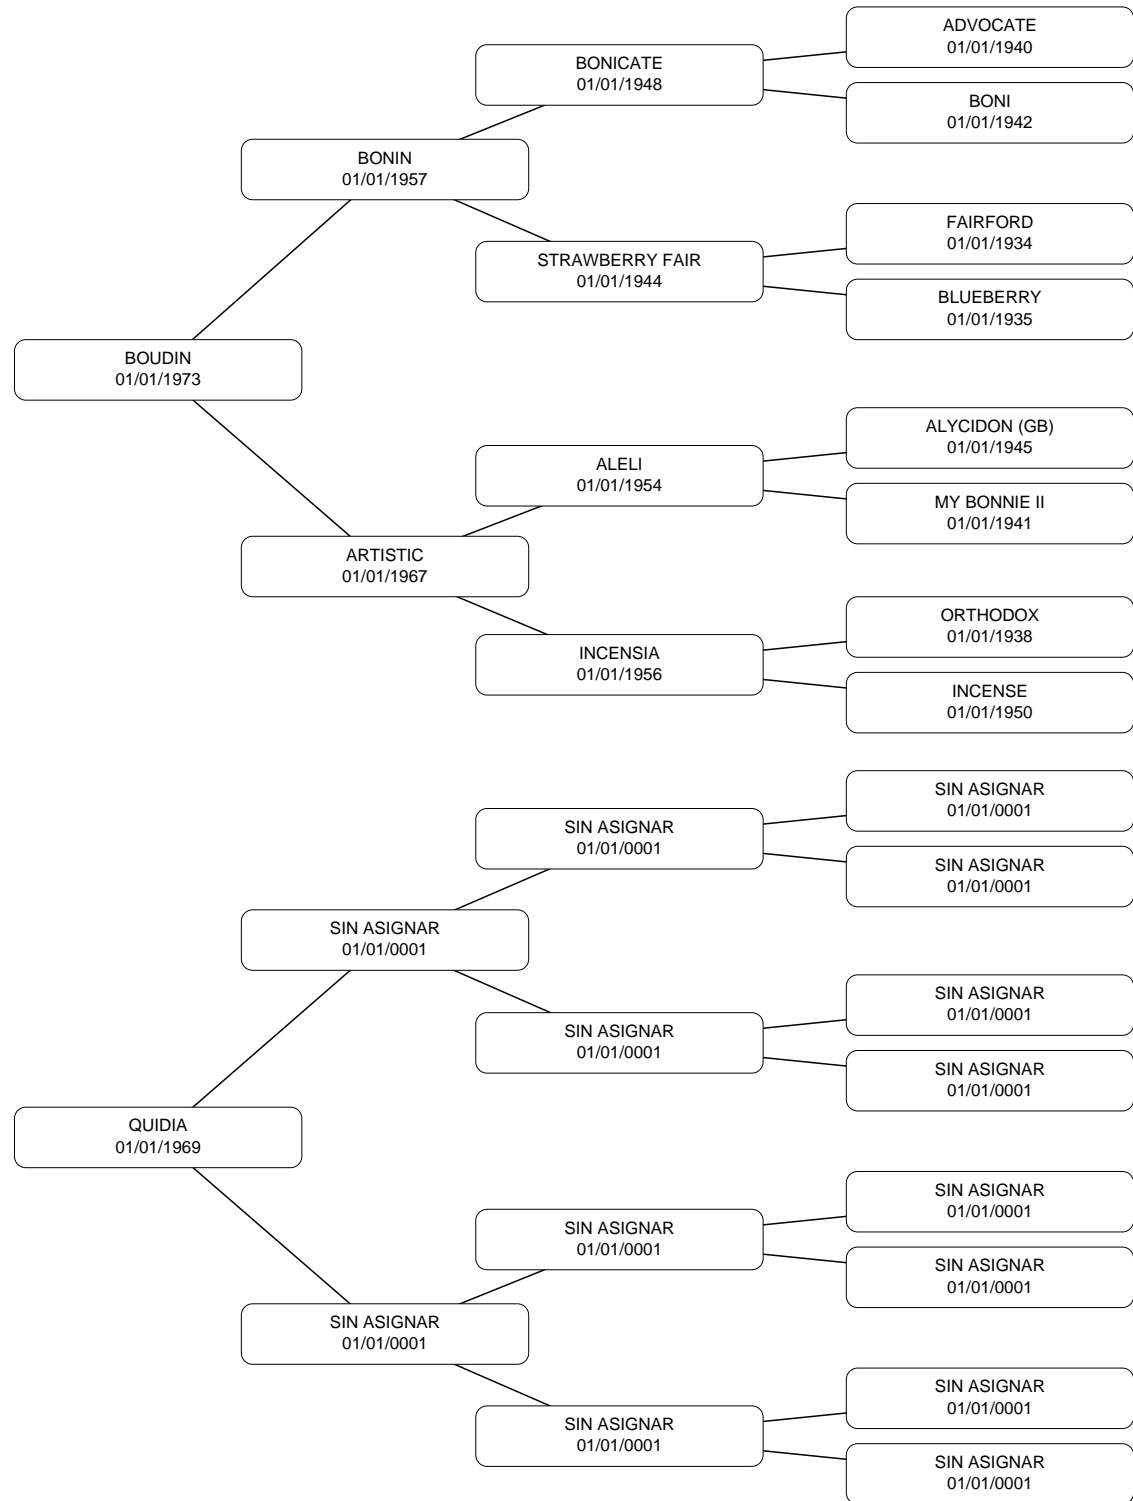 ADVOCATE
01/01/1940
BONICATE
01/01/1948
BONI
01/01/1942
BONIN
01/01/1957
FAIRFORD
01/01/1934
STRAWBERRY FAIR
01/01/1944
BLUEBERRY
01/01/1935
BOUDIN
01/01/1973
ALYCIDON (GB)
01/01/1945
ALELI
01/01/1954
MY BONNIE II
01/01/1941
ARTISTIC
01/01/1967
ORTHODOX
01/01/1938
INCENSIA
01/01/1956
INCENSE
01/01/1950
SIN ASIGNAR
01/01/0001
SIN ASIGNAR
01/01/0001
SIN ASIGNAR
01/01/0001
SIN ASIGNAR
01/01/0001
SIN ASIGNAR
01/01/0001
SIN ASIGNAR
01/01/0001
SIN ASIGNAR
01/01/0001
QUIDIA
01/01/1969
SIN ASIGNAR
01/01/0001
SIN ASIGNAR
01/01/0001
SIN ASIGNAR
01/01/0001
SIN ASIGNAR
01/01/0001
SIN ASIGNAR
01/01/0001
SIN ASIGNAR
01/01/0001
SIN ASIGNAR
01/01/0001